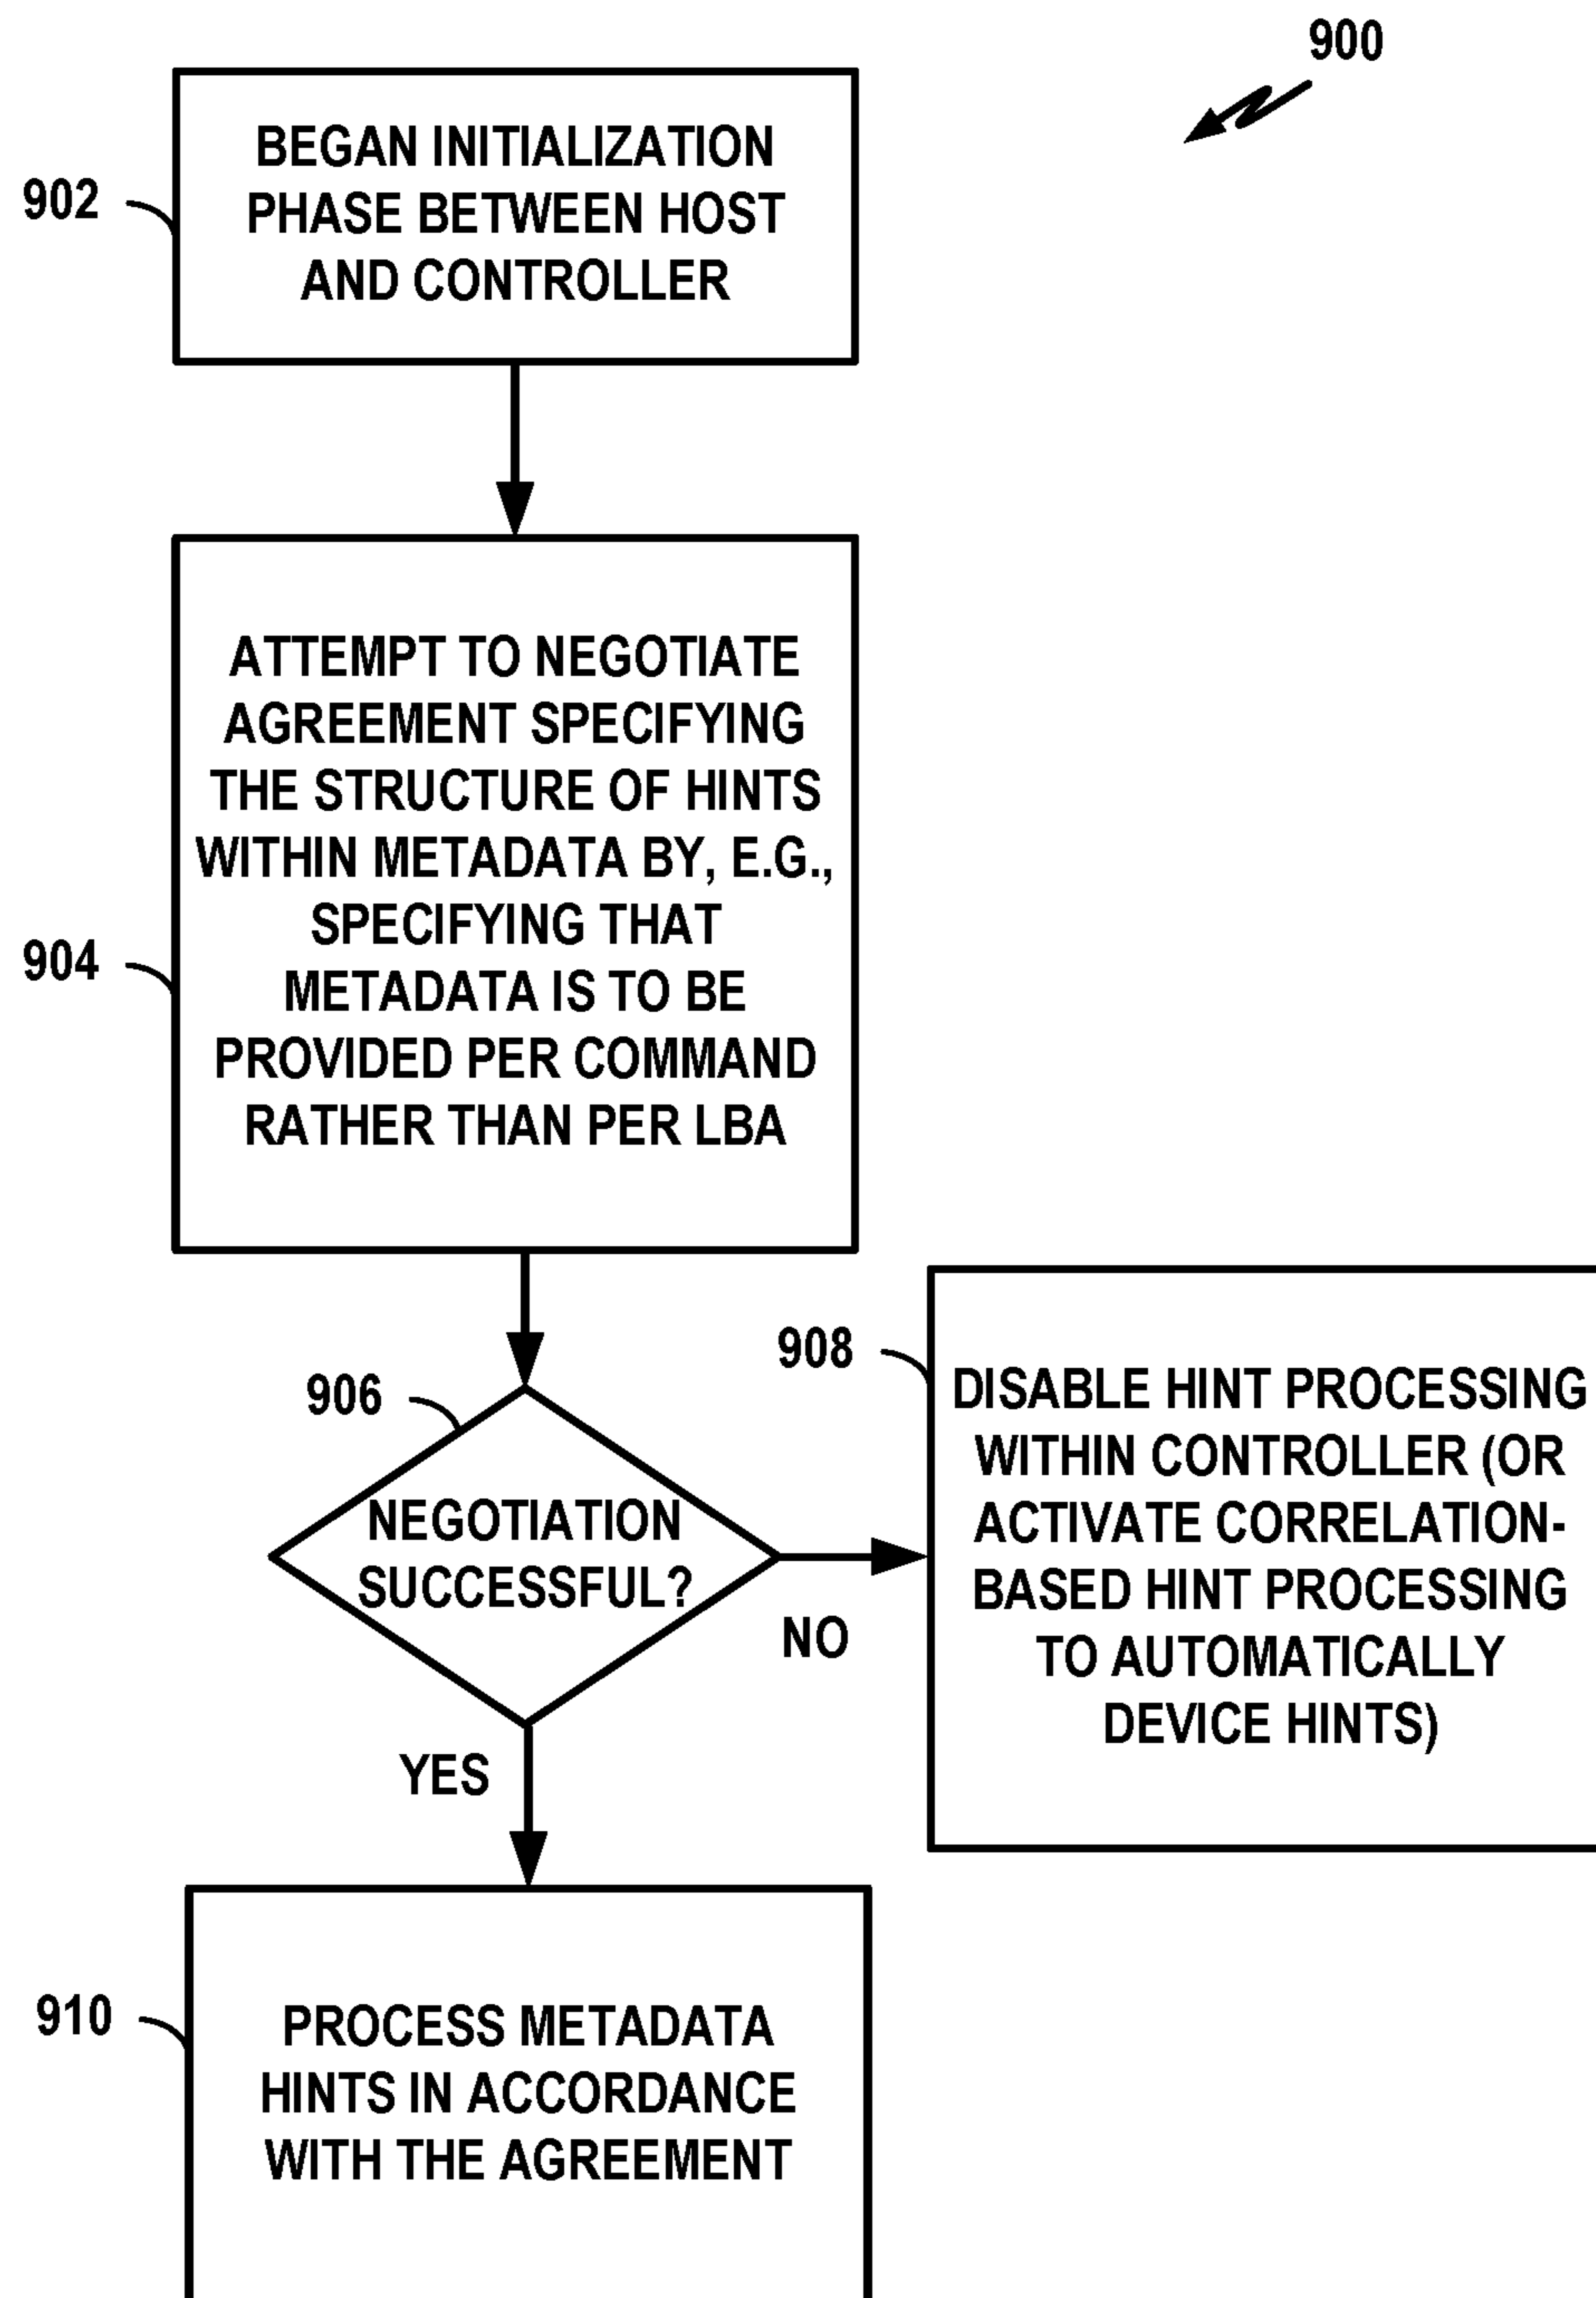 900
902
BEGAN INITIALIZATION
PHASE BETWEEN HOST
AND CONTROLLER
904
ATTEMPT TO NEGOTIATE
AGREEMENT SPECIFYING
THE STRUCTURE OF HINTS
WITHIN METADATA BY, E.G.,
SPECIFYING THAT
METADATA IS TO BE
PROVIDED PER COMMAND
RATHER THAN PER LBA
906
NEGOTIATION
SUCCESSFUL?
NO
YES
908
DISABLE HINT PROCESSING
WITHIN CONTROLLER (OR
ACTIVATE CORRELATION-
BASED HINT PROCESSING
TO AUTOMATICALLY
DEVICE HINTS)
910
PROCESS METADATA
HINTS IN ACCORDANCE
WITH THE AGREEMENT